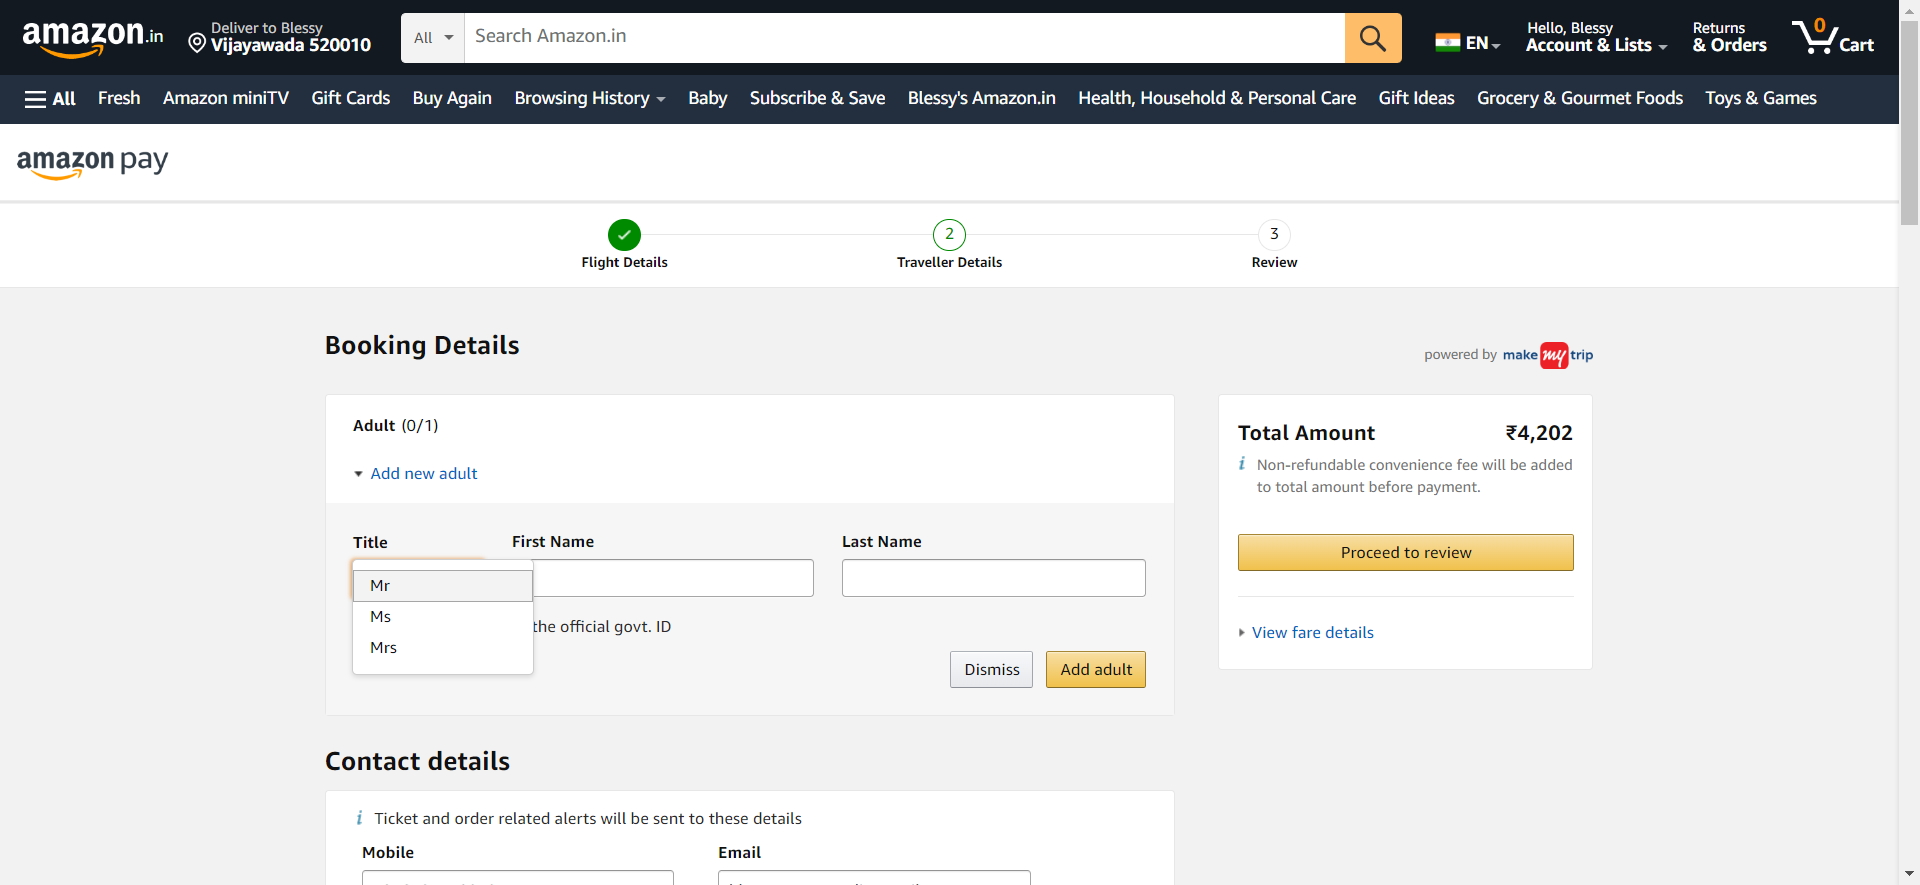 amazon.in
Deliver to Blessy
Vijayawada 520010
All
Search Amazon.in
EN
Hello, Blessy
Account & Lists
Returns
& Orders
0
Cart
All Fresh Amazon miniTV Gift Cards Buy Again Browsing History Baby Subscribe & Save Blessy's Amazon.in Health, Household & Personal Care Gift Ideas Grocery & Gourmet Foods Toys & Games
amazon pay
2 3
Flight Details Traveller Details Review
Booking Details
powered by make my trip
Adult (0/1)
Add new adult
Title First Name Last Name
Mr
Ms
Mrs
the official govt. ID
Dismiss Add adult
Total Amount ₹4,202
i Non-refundable convenience fee will be added
to total amount before payment.
Proceed to review
View fare details
Contact details
i Ticket and order related alerts will be sent to these details
Mobile Email